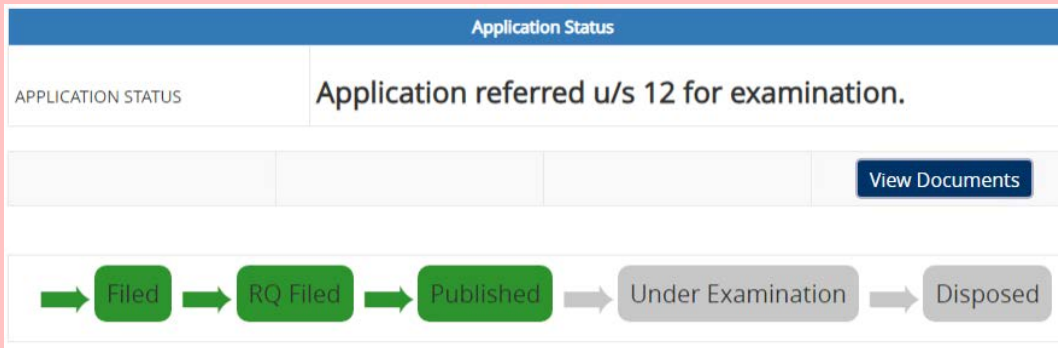 Application Status
APPLICATION STATUS Application referred u/s 12 for examination.
View Documents
Filed RQ Filed Published Under Examination Disposed